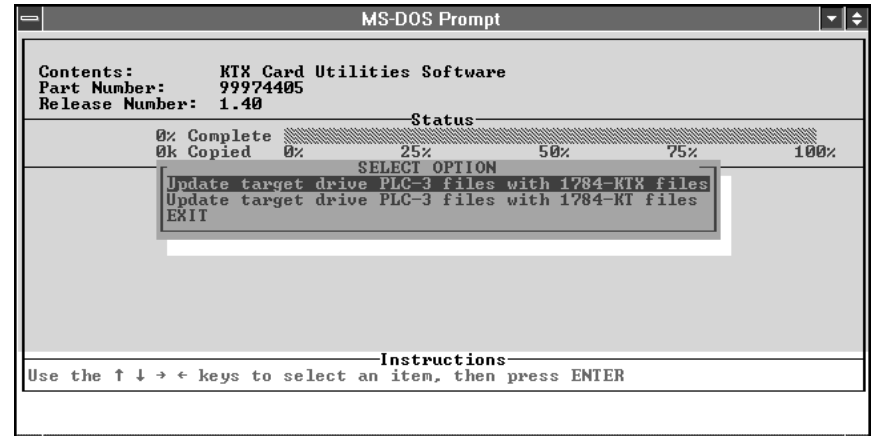 MS-DOS Prompt
Contents: KTX Card Utilities Software
Part Number: 99974405
Release Number: 1.40
Status
0% Complete
0k Copied 0% 25% 50% 75% 100%
SELECT OPTION
Update target drive PLC-3 files with 1784-KTX files
Update target drive PLC-3 files with 1784-KT files
EXIT
Instructions
Use the ↑ ↓ → ← keys to select an item, then press ENTER